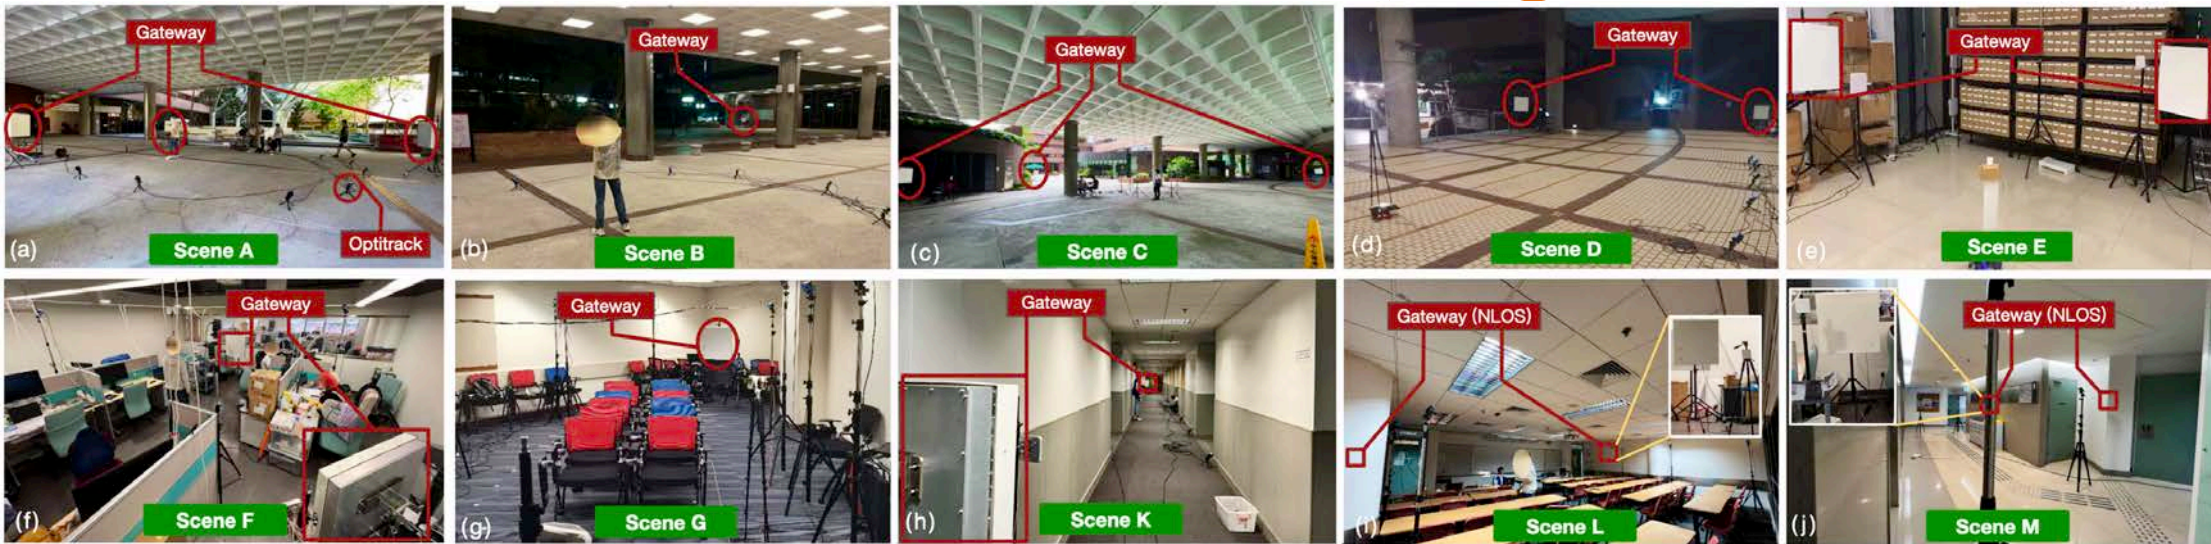 Gateway
Optitrack
(a)
Scene A
Gateway
(b)
Scene B
Gateway
(c)
Scene C
Gateway
(d)
Scene D
Gateway
(e)
Scene E
Gateway
(f)
Scene F
Gateway
(g)
Scene G
Gateway
(h)
Scene K
Gateway (NLOS)
(i)
Scene L
Gateway (NLOS)
(j)
Scene M